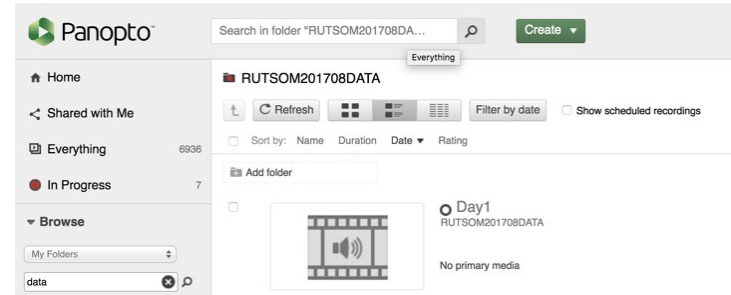 Panopto
Search in folder "RUTSOM201708DA...
Create
Everything
Home
Shared with Me
Everything 6936
In Progress 7
Browse
My Folders
data
RUTSOM201708DATA
Refresh
Filter by date
Show scheduled recordings
Sort by: Name Duration Date Rating
Add folder
Day1
RUTSOM201708DATA
No primary media